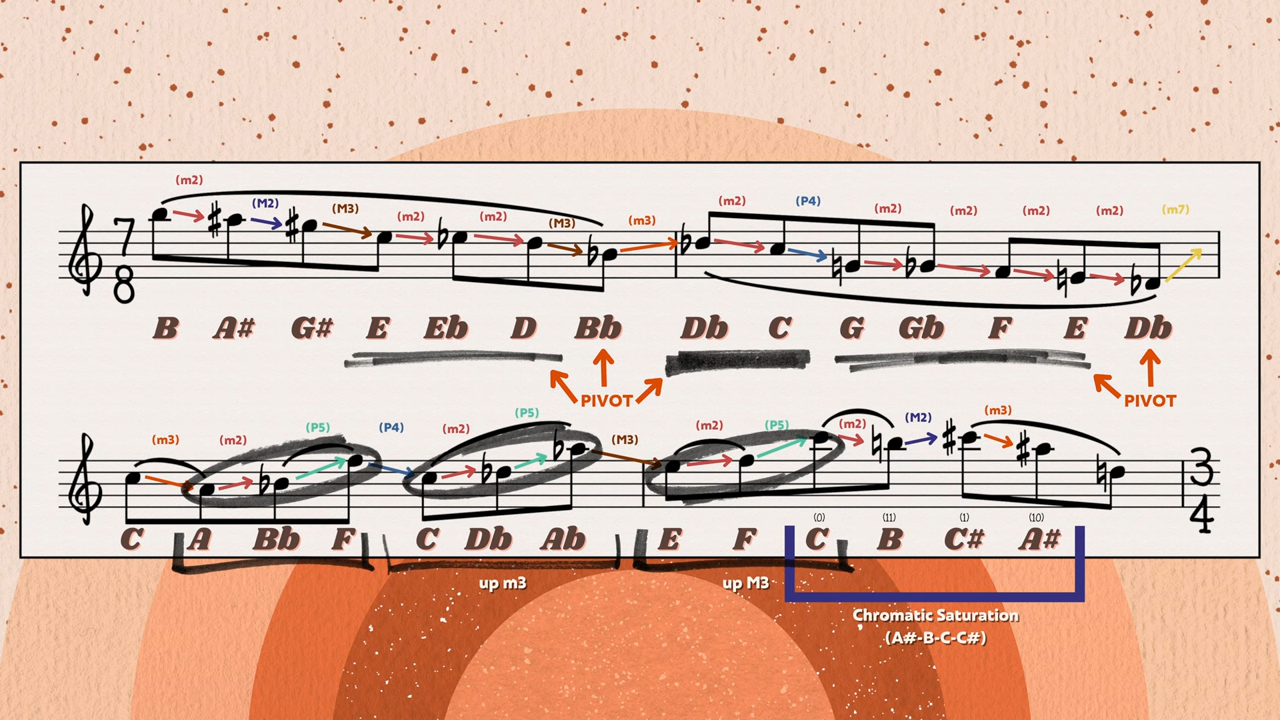 (m2)
(M2) (M3) (m2) (m2) (M3) (m3) (m2) (P4) (m2) (m2) (m2) (m2) (m7)
7
8
B A# G# E Eb D Bb Db C G Gb F E Db
PIVOT PIVOT
(m3) (m2) (P5) (P4) (m2) (P5) (M3) (m2) (P5) (m2) (M2) (m3)
3
4
(0) (11) (1) (10)
C A Bb F C Db Ab E F C B C# A#
up m3 up M3
Chromatic Saturation
(A#-B-C-C#)